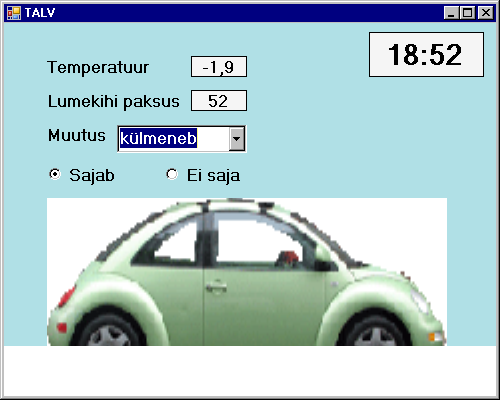 TALV
18:52
Temperatuur -1,9
Lumekihi paksus 52
Muutus külmeneb
Sajab Ei saja